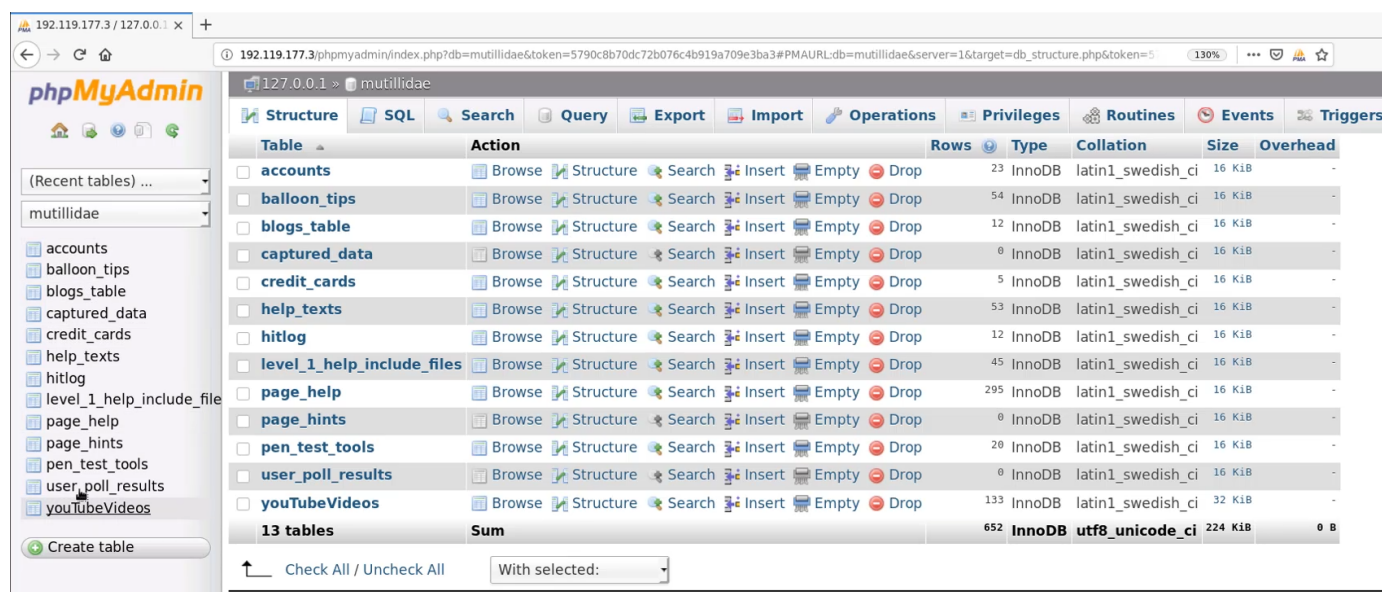 192.119.177.3 / 127.0.0.1
192.119.177.3/phpmyadmin/index.php?db=mutillidae&token=5790c8b70dc72b076c4b919a709e3ba3#PMAURL:db=mutillidae&server=1&target=db_structure.php&token=5 130%
phpMyAdmin
(Recent tables) ...
mutillidae
accounts
balloon_tips
blogs_table
captured_data
credit_cards
help_texts
hitlog
level_1_help_include_file
page_help
page_hints
pen_test_tools
user_poll_results
youTubeVideos
Create table
127.0.0.1 » mutillidae
Structure SQL Search Query Export Import Operations Privileges Routines Events Triggers
Table Action Rows Type Collation Size Overhead
accounts Browse Structure Search Insert Empty Drop 23 InnoDB latin1_swedish_ci 16 KiB -
balloon_tips Browse Structure Search Insert Empty Drop 54 InnoDB latin1_swedish_ci 16 KiB -
blogs_table Browse Structure Search Insert Empty Drop 12 InnoDB latin1_swedish_ci 16 KiB -
captured_data Browse Structure Search Insert Empty Drop 0 InnoDB latin1_swedish_ci 16 KiB -
credit_cards Browse Structure Search Insert Empty Drop 5 InnoDB latin1_swedish_ci 16 KiB -
help_texts Browse Structure Search Insert Empty Drop 53 InnoDB latin1_swedish_ci 16 KiB -
hitlog Browse Structure Search Insert Empty Drop 12 InnoDB latin1_swedish_ci 16 KiB -
level_1_help_include_files Browse Structure Search Insert Empty Drop 45 InnoDB latin1_swedish_ci 16 KiB -
page_help Browse Structure Search Insert Empty Drop 295 InnoDB latin1_swedish_ci 16 KiB -
page_hints Browse Structure Search Insert Empty Drop 0 InnoDB latin1_swedish_ci 16 KiB -
pen_test_tools Browse Structure Search Insert Empty Drop 20 InnoDB latin1_swedish_ci 16 KiB -
user_poll_results Browse Structure Search Insert Empty Drop 0 InnoDB latin1_swedish_ci 16 KiB -
youTubeVideos Browse Structure Search Insert Empty Drop 133 InnoDB latin1_swedish_ci 32 KiB -
13 tables Sum 652 InnoDB utf8_unicode_ci 224 KiB 0 B
Check All / Uncheck All With selected: